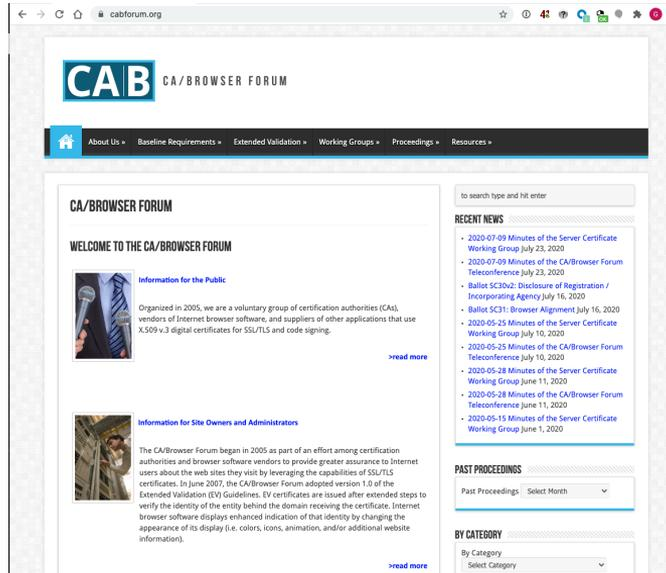 cabforum.org
CAB CA/BROWSER FORUM
About Us » Baseline Requirements » Extended Validation » Working Groups » Proceedings » Resources »
CA/BROWSER FORUM
WELCOME TO THE CA/BROWSER FORUM
Information for the Public
Organized in 2005, we are a voluntary group of certification authorities (CAs),
vendors of Internet browser software, and suppliers of other applications that use
X.509 v.3 digital certificates for SSL/TLS and code signing.
>read more
Information for Site Owners and Administrators
The CA/Browser Forum began in 2005 as part of an effort among certification
authorities and browser software vendors to provide greater assurance to Internet
users about the web sites they visit by leveraging the capabilities of SSL/TLS
certificates. In June 2007, the CA/Browser Forum adopted version 1.0 of the
Extended Validation (EV) Guidelines. EV certificates are issued after extended steps to
verify the identity of the entity behind the domain receiving the certificate. Internet
browser software displays enhanced indication of that identity by changing the
appearance of its display (i.e. colors, icons, animation, and/or additional website
information).
>read more
to search type and hit enter
RECENT NEWS
2020-07-09 Minutes of the Server Certificate
Working Group July 23, 2020
2020-07-09 Minutes of the CA/Browser Forum
Teleconference July 23, 2020
Ballot SC30v2: Disclosure of Registration /
Incorporating Agency July 16, 2020
Ballot SC31: Browser Alignment July 16, 2020
2020-05-25 Minutes of the Server Certificate
Working Group July 10, 2020
2020-05-25 Minutes of the CA/Browser Forum
Teleconference July 10, 2020
2020-05-28 Minutes of the Server Certificate
Working Group June 11, 2020
2020-05-28 Minutes of the CA/Browser Forum
Teleconference June 11, 2020
2020-05-15 Minutes of the Server Certificate
Working Group June 1, 2020
PAST PROCEEDINGS
Past Proceedings Select Month
BY CATEGORY
By Category
Select Category